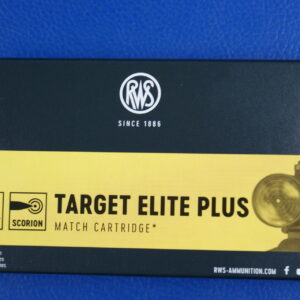 RWS
SINCE 1886
TARGET ELITE PLUS
SCORION
MATCH CARTRIDGE*
RWS-AMMUNITION.COM